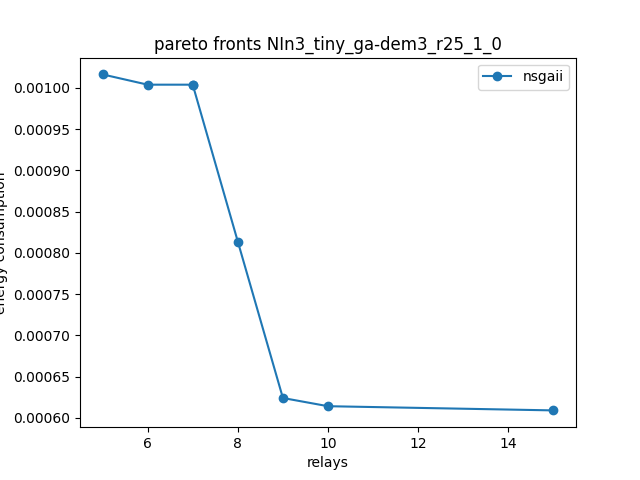 pareto fronts NIn3_tiny_ga-dem3_r25_1_0
nsgaii
0.00100
0.00095
0.00090
0.00085
0.00080
0.00075
0.00070
0.00065
0.00060
energy consumption
6 8 10 12 14
relays